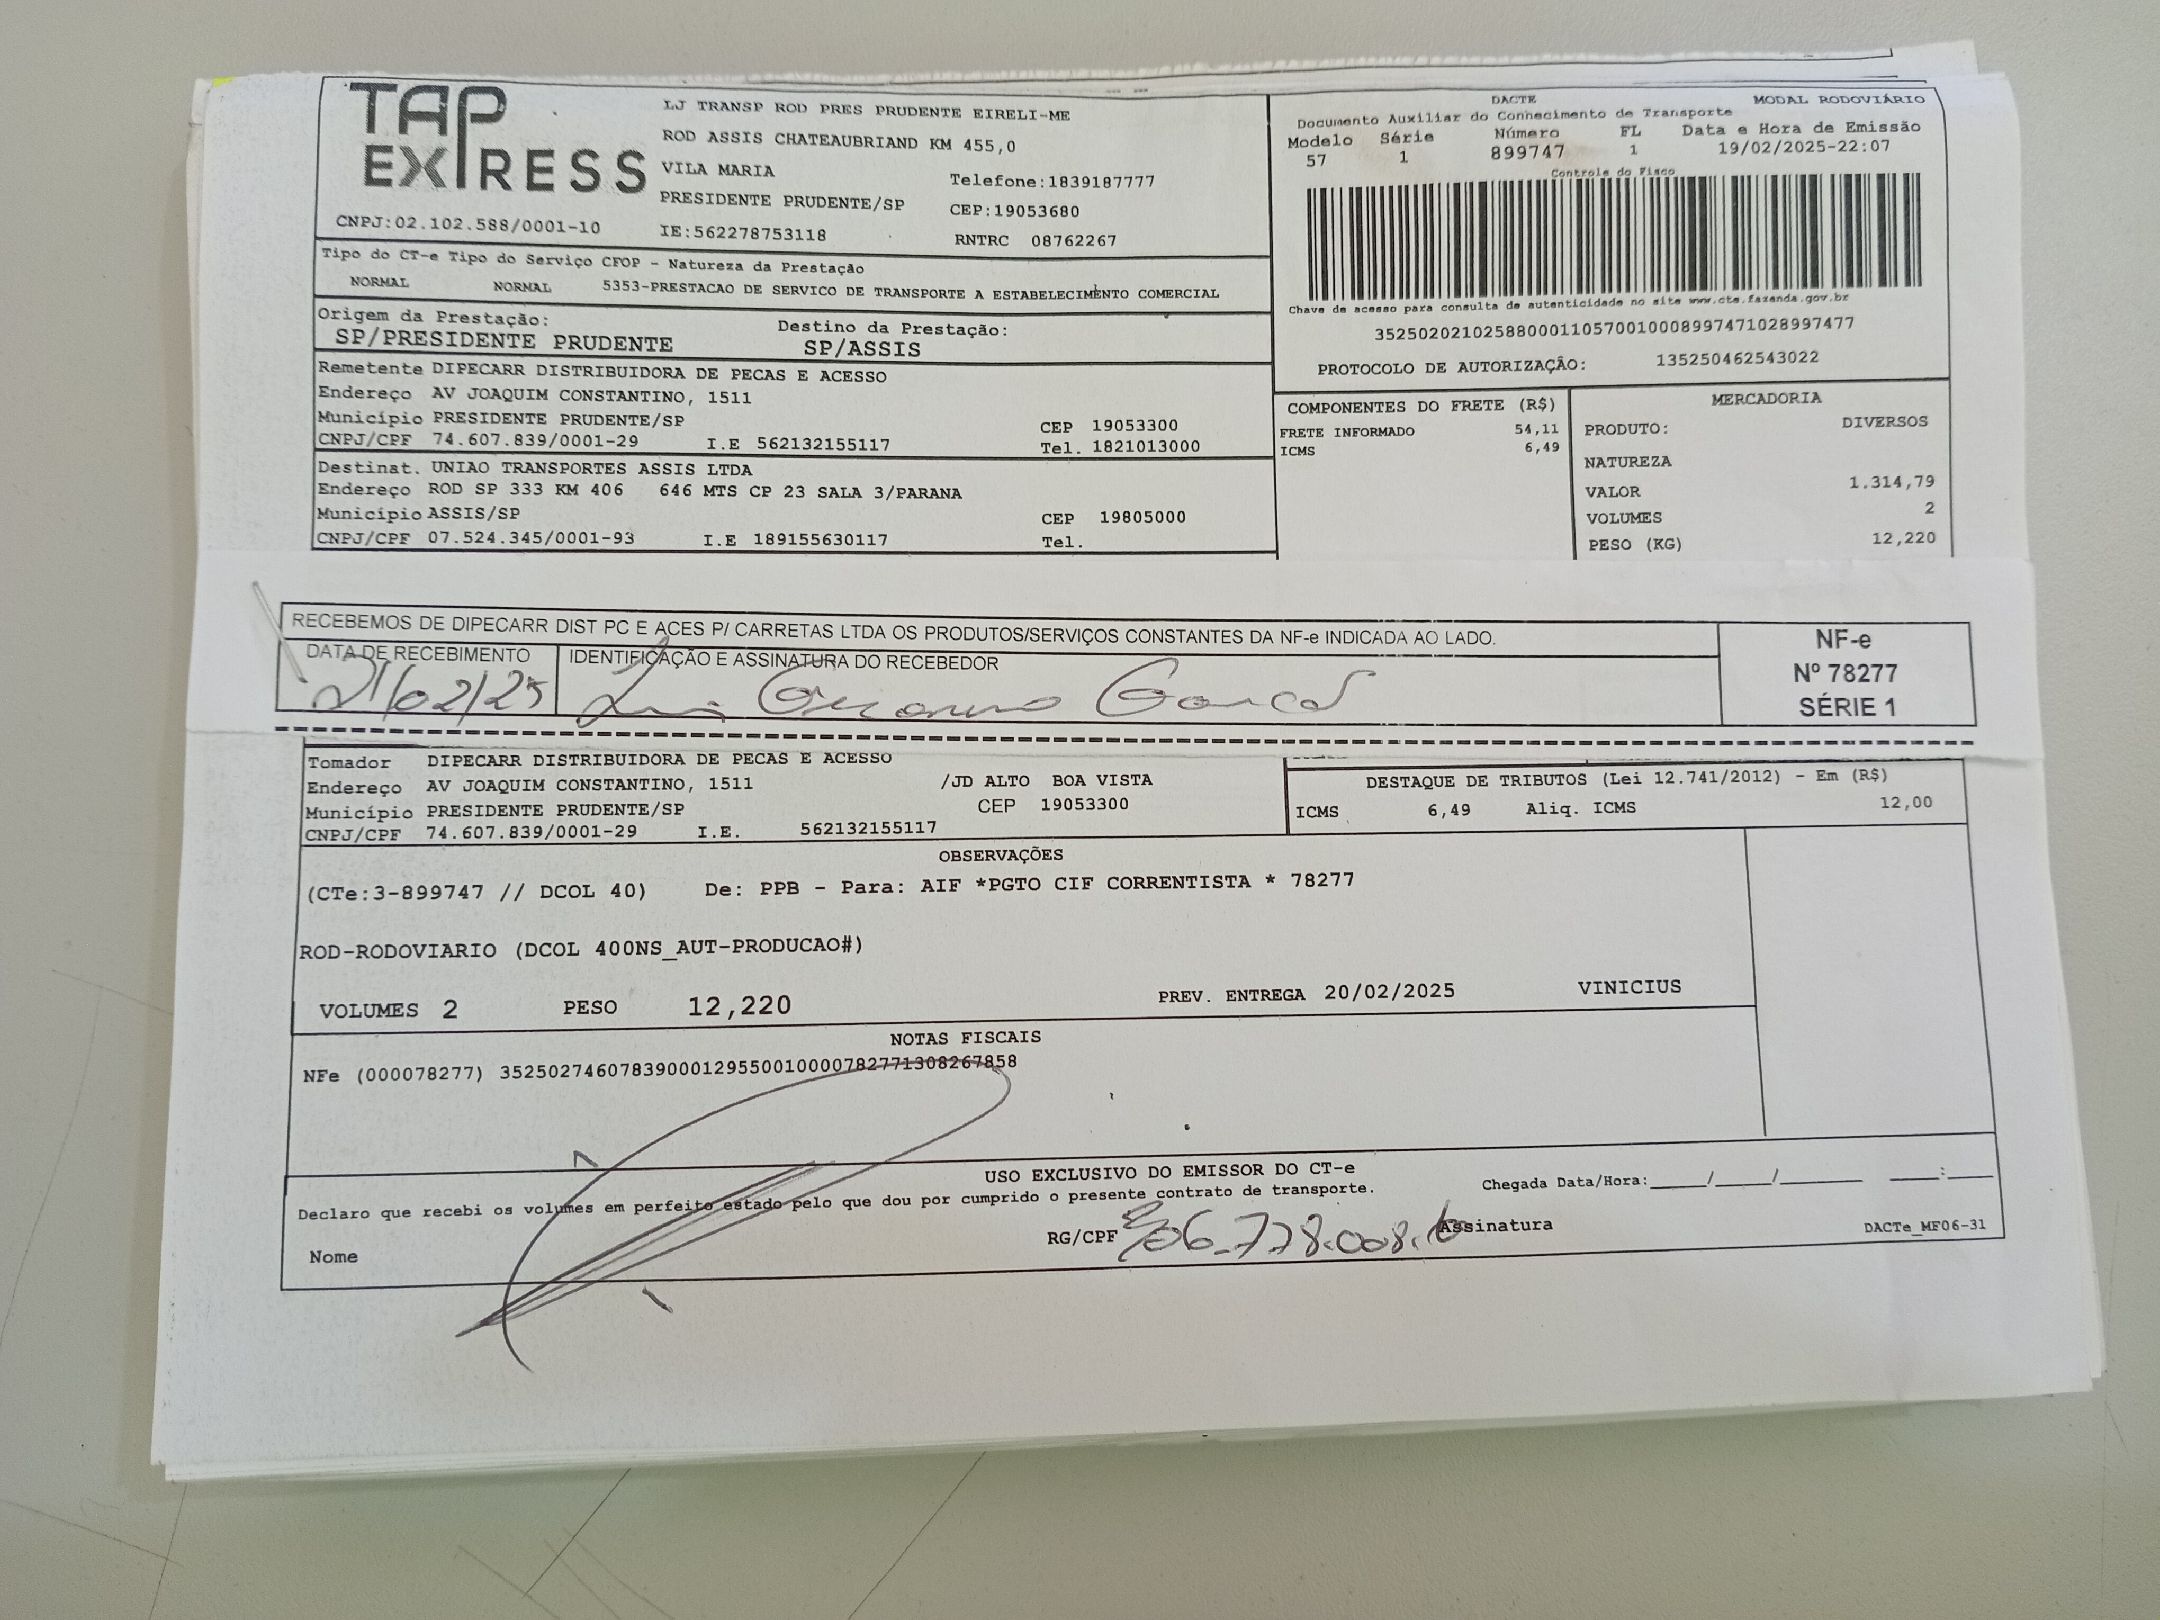 TAP
EXPRESS
LJ TRANSP ROD PRES PRUDENTE EIRELI-ME
ROD ASSIS CHATEAUBRIAND KM 455,0
VILA MARIA
Telefone:1839187777
PRESIDENTE PRUDENTE/SP
CEP:19053680
CNPJ:02.102.588/0001-10
IE:562278753118
RNTRC 08762267
DACTE
MODAL RODOVIÁRIO
Documento Auxiliar do Conhecimento de Transporte
Modelo Série Número FL Data e Hora de Emissão
57 1 899747 1 19/02/2025-22:07
Controle do Fisco
Chave de acesso para consulta de autenticidade no site www.cte.fazenda.gov.br
35250202102588000110570010008997471028997477
PROTOCOLO DE AUTORIZAÇÃO: 135250462543022
Tipo do CT-e Tipo do Serviço CFOP - Natureza da Prestação
NORMAL NORMAL 5353-PRESTACAO DE SERVICO DE TRANSPORTE A ESTABELECIMENTO COMERCIAL
Origem da Prestação: Destino da Prestação:
SP/PRESIDENTE PRUDENTE SP/ASSIS
Remetente DIPECARR DISTRIBUIDORA DE PECAS E ACESSO
Endereço AV JOAQUIM CONSTANTINO, 1511
Município PRESIDENTE PRUDENTE/SP CEP 19053300
CNPJ/CPF 74.607.839/0001-29 I.E 562132155117 Tel. 1821013000
Destinat. UNIAO TRANSPORTES ASSIS LTDA
Endereço ROD SP 333 KM 406 646 MTS CP 23 SALA 3/PARANA
Município ASSIS/SP CEP 19805000
CNPJ/CPF 07.524.345/0001-93 I.E 189155630117 Tel.
COMPONENTES DO FRETE (R$)
FRETE INFORMADO 54,11
ICMS 6,49
MERCADORIA
PRODUTO: DIVERSOS
NATUREZA
VALOR 1.314,79
VOLUMES 2
PESO (KG) 12,220
RECEBEMOS DE DIPECARR DIST PC E ACES P/ CARRETAS LTDA OS PRODUTOS/SERVIÇOS CONSTANTES DA NF-e INDICADA AO LADO.
DATA DE RECEBIMENTO IDENTIFICAÇÃO E ASSINATURA DO RECEBEDOR
21/02/25
NF-e
Nº 78277
SÉRIE 1
Tomador DIPECARR DISTRIBUIDORA DE PECAS E ACESSO
Endereço AV JOAQUIM CONSTANTINO, 1511 /JD ALTO BOA VISTA
Município PRESIDENTE PRUDENTE/SP CEP 19053300
CNPJ/CPF 74.607.839/0001-29 I.E. 562132155117
DESTAQUE DE TRIBUTOS (Lei 12.741/2012) - Em (R$)
ICMS 6,49 Aliq. ICMS 12,00
OBSERVAÇÕES
(CTe:3-899747 // DCOL 40) De: PPB - Para: AIF *PGTO CIF CORRENTISTA * 78277
ROD-RODOVIARIO (DCOL 400NS_AUT-PRODUCAO#)
VOLUMES 2 PESO 12,220 PREV. ENTREGA 20/02/2025 VINICIUS
NOTAS FISCAIS
NFe (000078277) 35250274607839000129550010000782771308267858
USO EXCLUSIVO DO EMISSOR DO CT-e
Declaro que recebi os volumes em perfeito estado pelo que dou por cumprido o presente contrato de transporte.
Chegada Data/Hora:_____/_____/_______ ____:____
Nome RG/CPF Assinatura DACTe_MF06-31